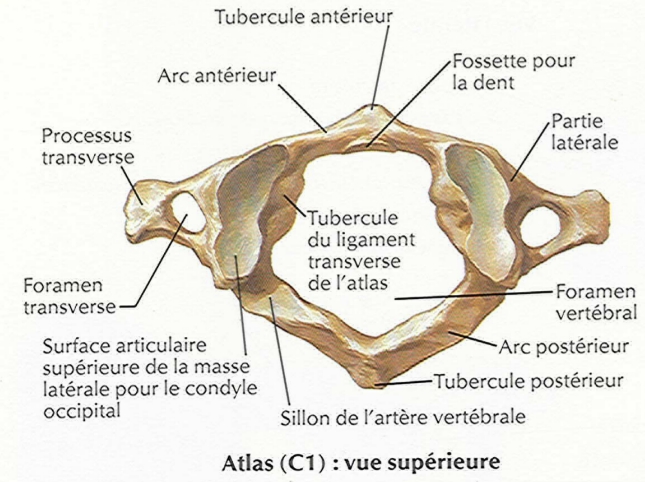 Tubercule antérieur
Fossette pour
la dent
Arc antérieur
Partie
latérale
Processus
transverse
Tubercule
du ligament
transverse
de l'atlas
Foramen
transverse
Foramen
vertébral
Surface articulaire
supérieure de la masse
latérale pour le condyle
occipital
Arc postérieur
Tubercule postérieur
Sillon de l'artère vertébrale
Atlas (C1) : vue supérieure